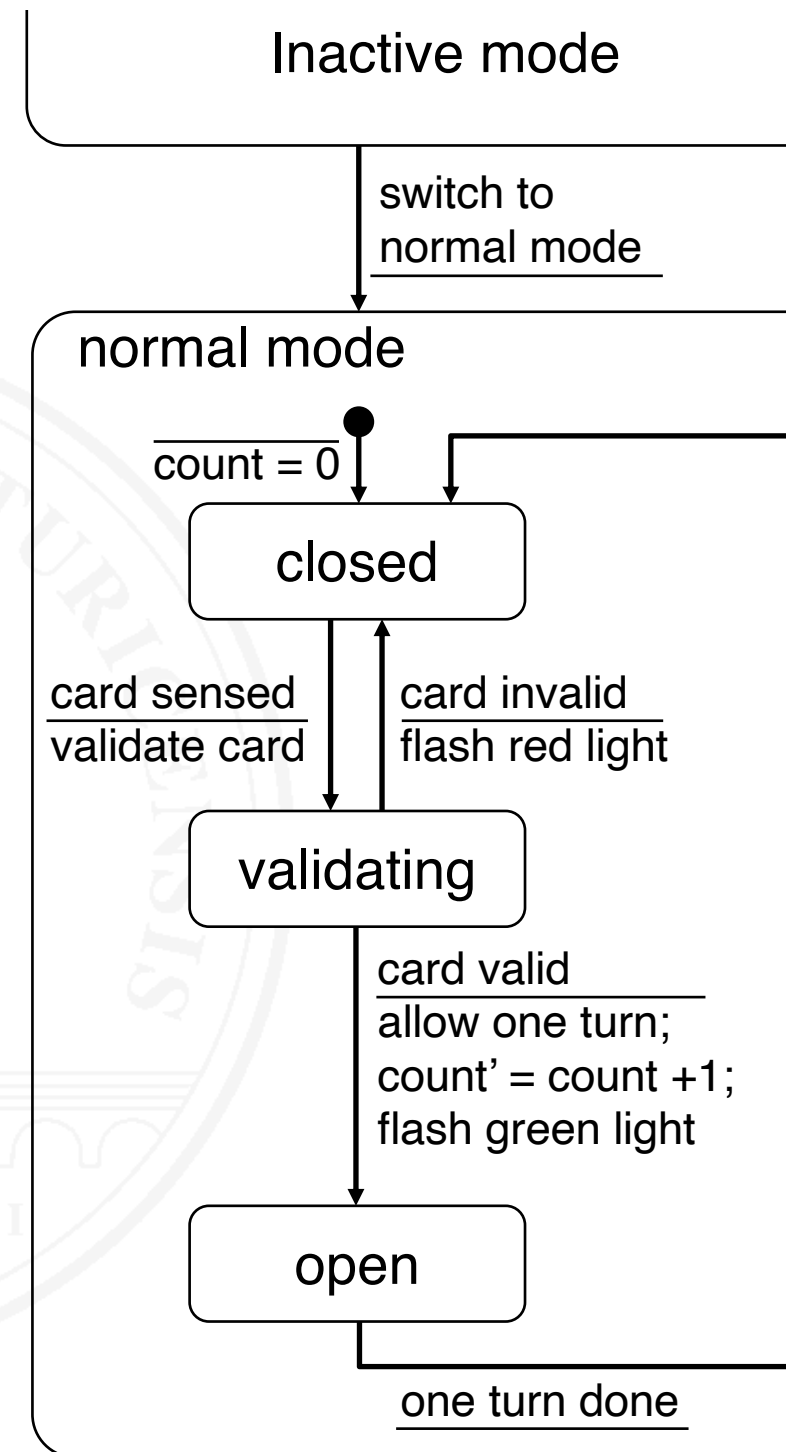 Inactive mode
switch to
normal mode
normal mode
count = 0
closed
card sensed
validate card
card invalid
flash red light
validating
card valid
allow one turn;
count’ = count +1;
flash green light
open
one turn done
TURICENSIS
I